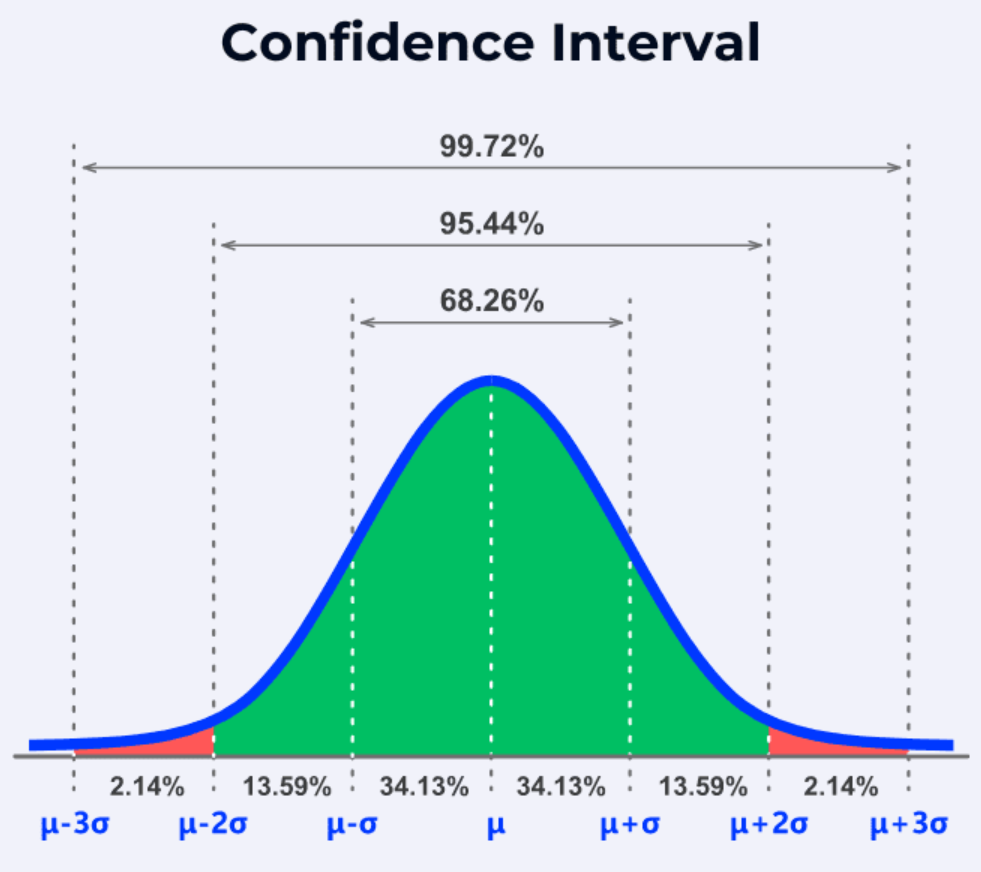 Confidence Interval
99.72%
95.44%
68.26%
2.14% 13.59% 34.13% 34.13% 13.59% 2.14%
μ-3σ μ-2σ μ-σ μ μ+σ μ+2σ μ+3σ